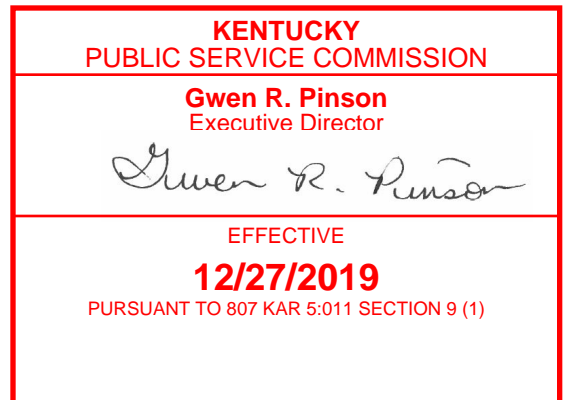 KENTUCKY
PUBLIC SERVICE COMMISSION
Gwen R. Pinson
Executive Director
Gwen R. Pinson
EFFECTIVE
12/27/2019
PURSUANT TO 807 KAR 5:011 SECTION 9 (1)